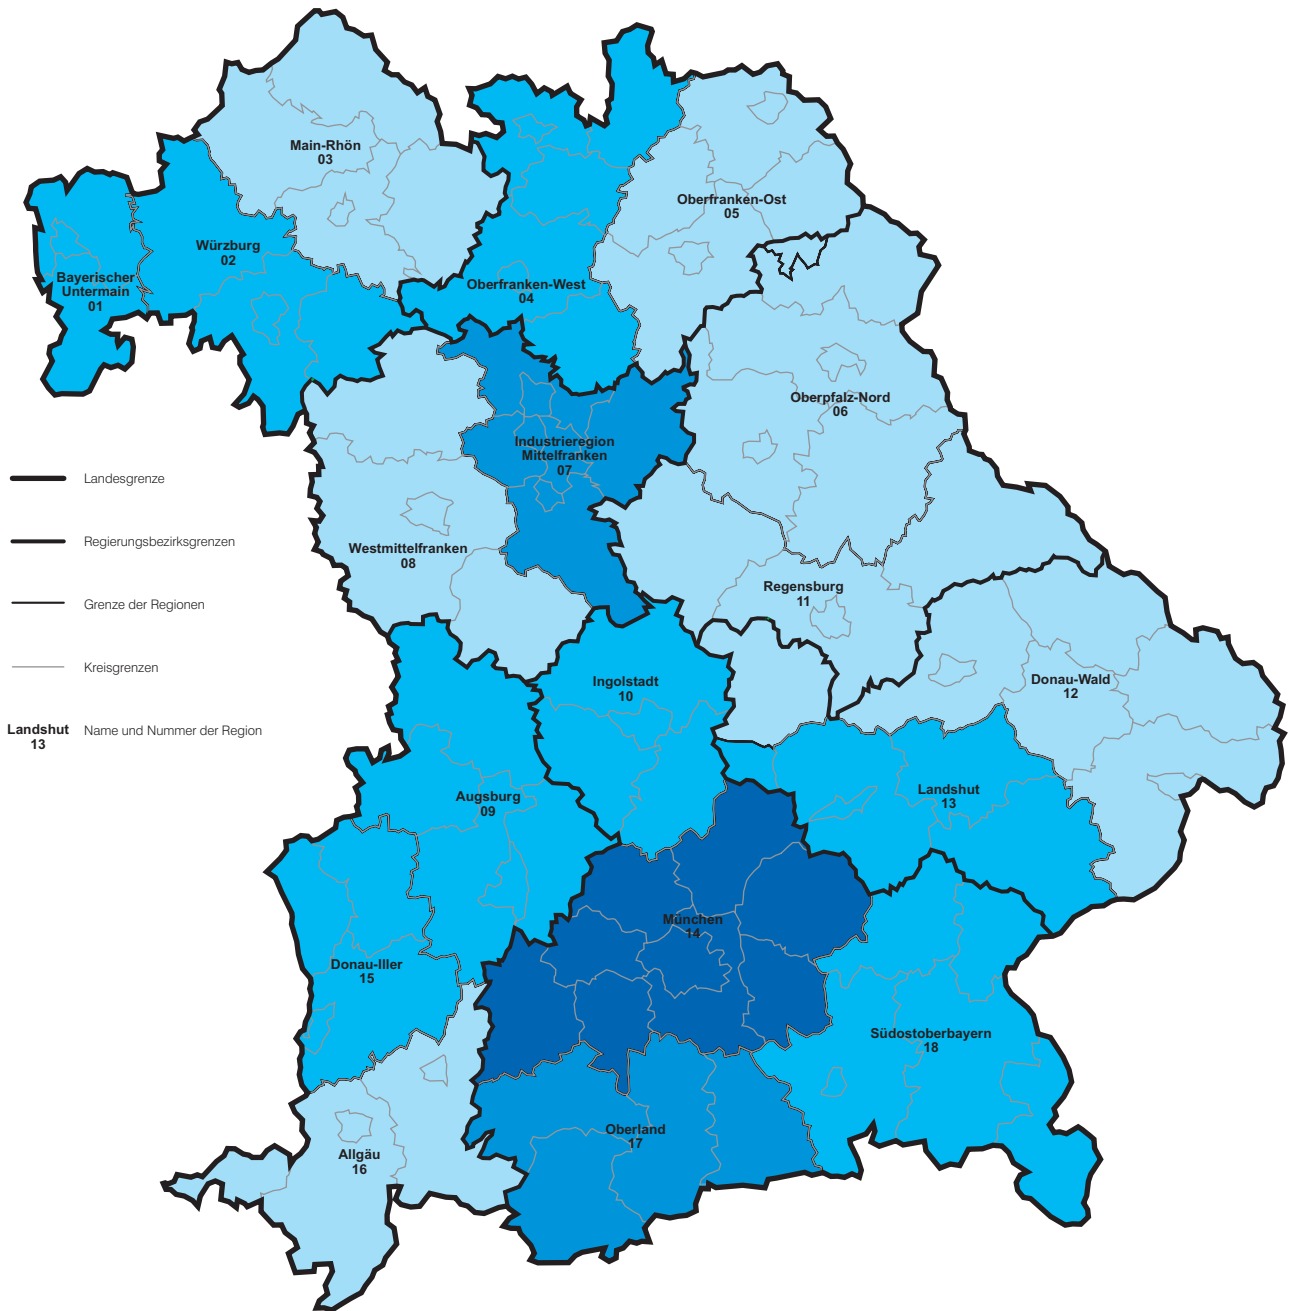 Main-Rhön
03
Oberfranken-Ost
05
Würzburg
02
Bayerischer
Untermain
01
Oberfranken-West
04
Oberpfalz-Nord
06
Industrieregion
Mittelfranken
07
Landesgrenze
Regierungsbezirksgrenzen
Westmittelfranken
08
Regensburg
11
Grenze der Regionen
Kreisgrenzen
Ingolstadt
10
Donau-Wald
12
Landshut
13
Name und Nummer der Region
Augsburg
09
Landshut
13
München
14
Donau-Iller
15
Südostoberbayern
18
Oberland
17
Allgäu
16